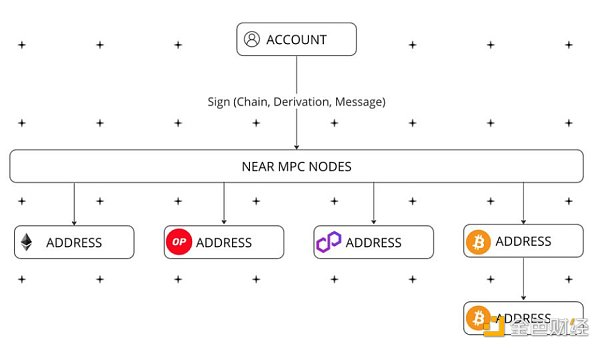 ACCOUNT
Sign (Chain, Derivation, Message)
NEAR MPC NODES
ADDRESS
OP ADDRESS
ADDRESS
ADDRESS
ADDRESS
金色财经